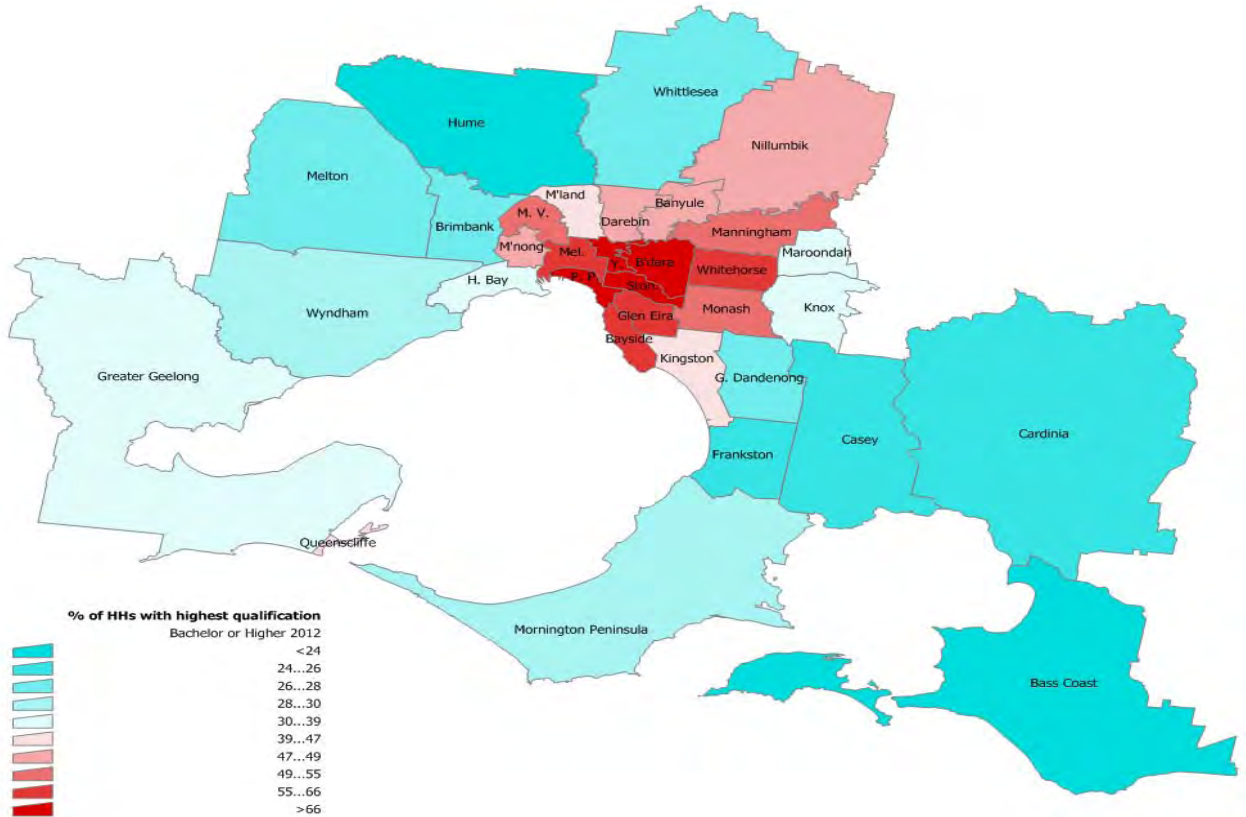 Whittlesea
Hume
Nillumbik
Melton
M'land
Banyule
M. V.
Darebin
Brimbank
Manningham
M'nong
Mel.
Maroondah
Y.
B'dara
Whitehorse
H. Bay
P. P.
Ston.
Wyndham
Glen Eira
Monash
Knox
Bayside
Kingston
Greater Geelong
G. Dandenong
Casey
Cardinia
Frankston
Queenscliffe
Mornington Peninsula
Bass Coast
% of HHs with highest qualification
Bachelor or Higher 2012
<24
24...26
26...28
28...30
30...39
39...47
47...49
49...55
55...66
>66